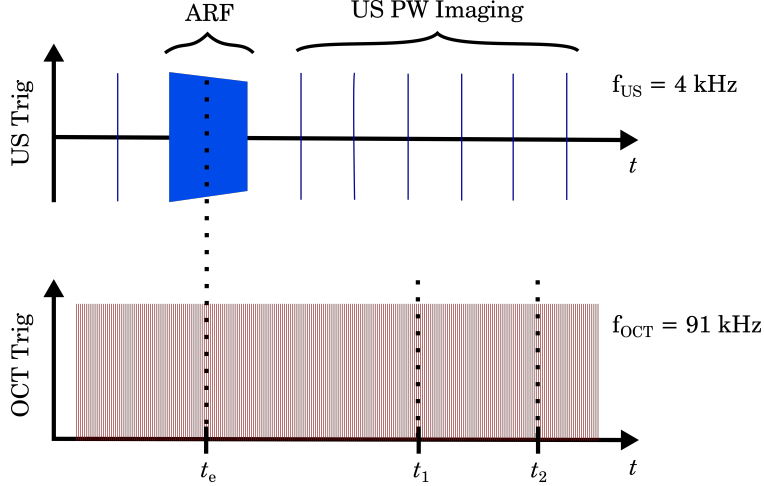 ARF
US PW Imaging
US Trig
f_US = 4 kHz
t
OCT Trig
f_OCT = 91 kHz
t_e
t_1
t_2
t